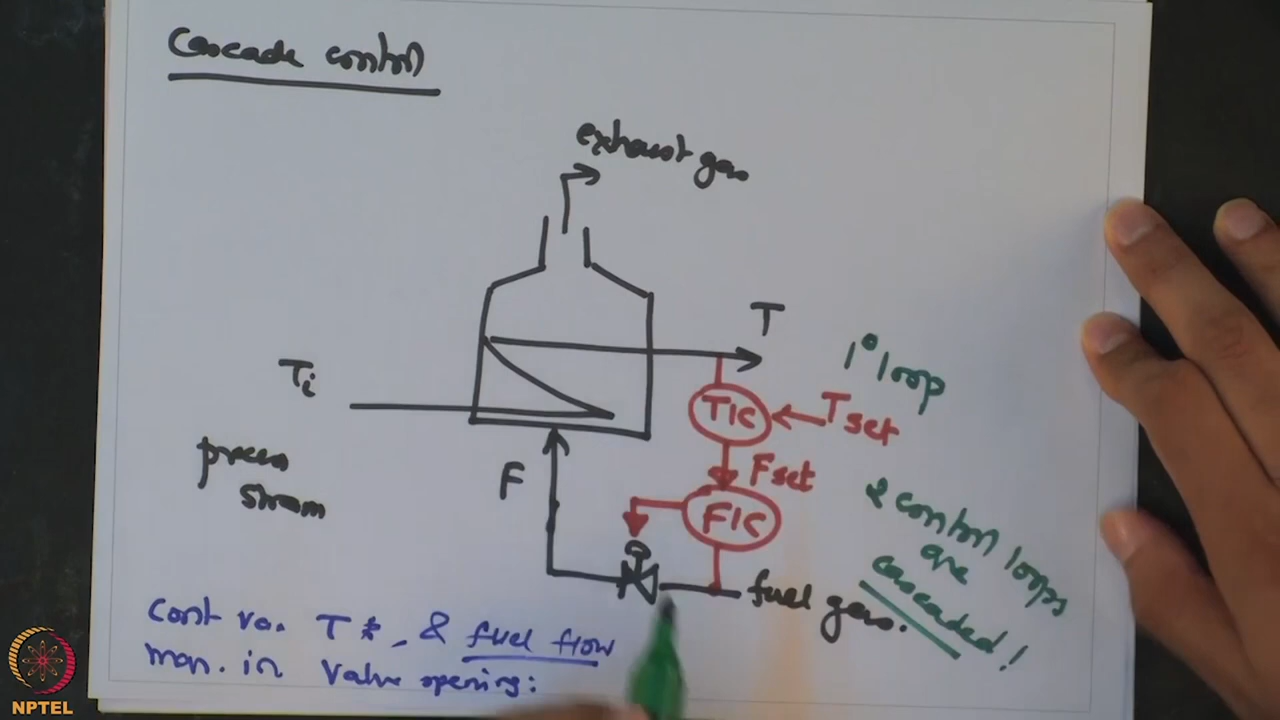 Cascade control
exhaust gas
T
Ti
1° loop
TIC
Tset
process
stream
F
Fset
FIC
2 control loops
are
cascaded!
fuel gas.
Cont va. T*, & fuel flow
man. in valve opening:
NPTEL